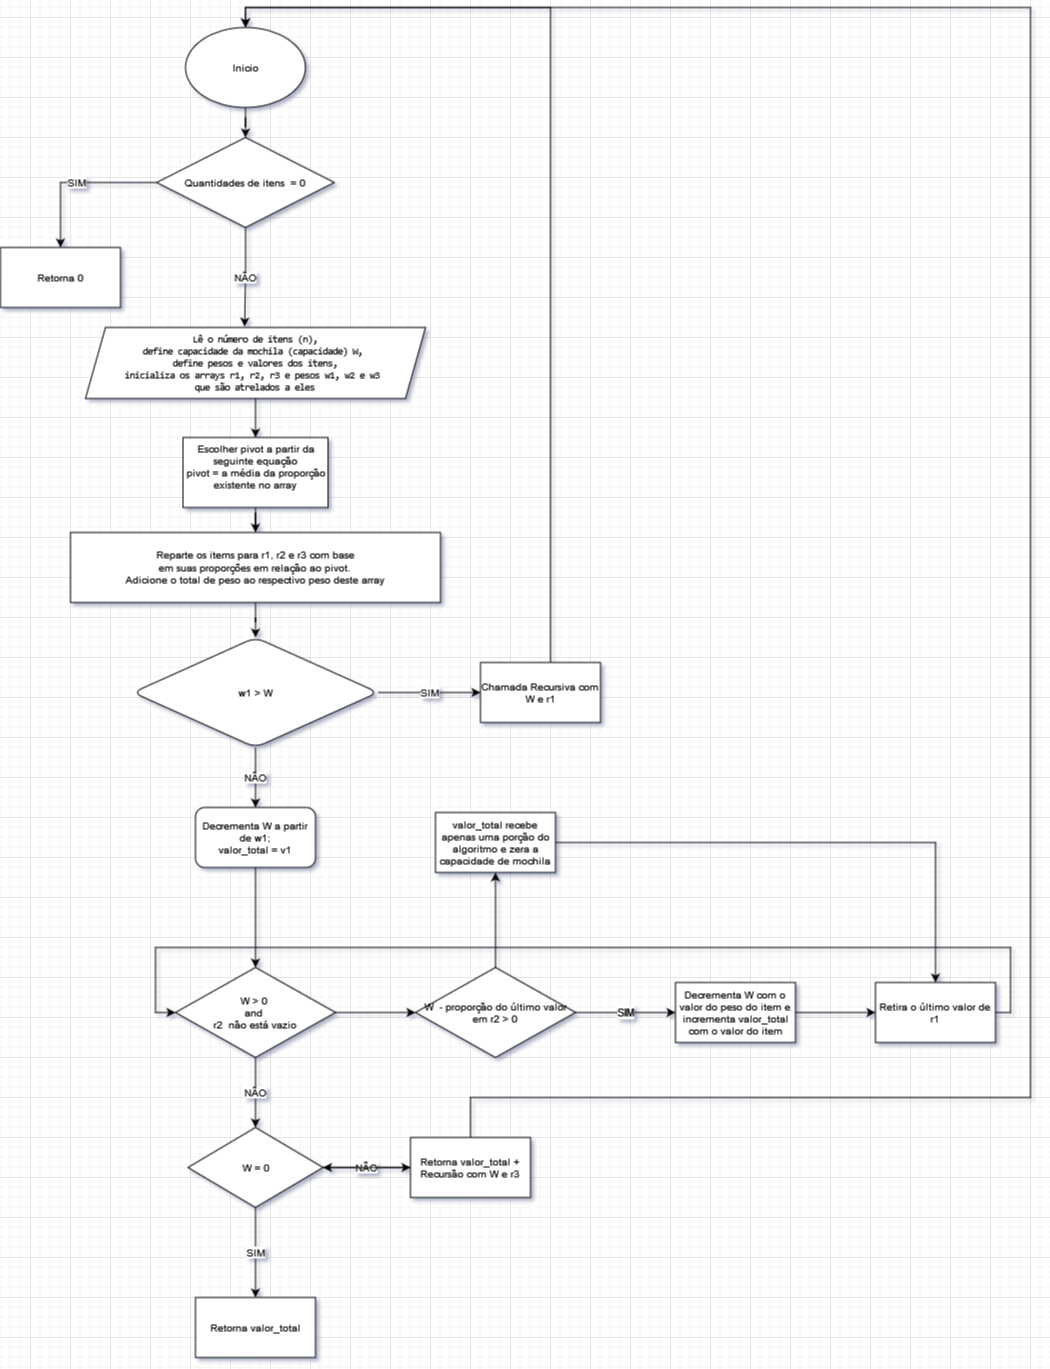 Inicio
Quantidades de itens = 0
SIM
Retorna 0
NÃO
Lê o número de itens (n),
define capacidade da mochila (capacidade) W,
define pesos e valores dos itens,
inicializa os arrays r1, r2, r3 e pesos w1, w2 e w3
que são atrelados a eles
Escolher pivot a partir da
seguinte equação
pivot = a média da proporção
existente no array
Reparte os items para r1, r2 e r3 com base
em suas proporções em relação ao pivot.
Adicione o total de peso ao respectivo peso deste array
w1 > W
SIM
Chamada Recursiva com
W e r1
NÃO
Decrementa W a partir
de w1;
valor_total = v1
valor_total recebe
apenas uma porção do
algoritmo e zera a
capacidade de mochila
W > 0
and
r2 não está vazio
W - proporção do último valor
em r2 > 0
SIM
Decrementa W com o
valor do peso do item e
incrementa valor_total
com o valor do item
Retira o último valor de
r1
NÃO
W = 0
NÃO
Retorna valor_total +
Recursão com W e r3
SIM
Retorna valor_total